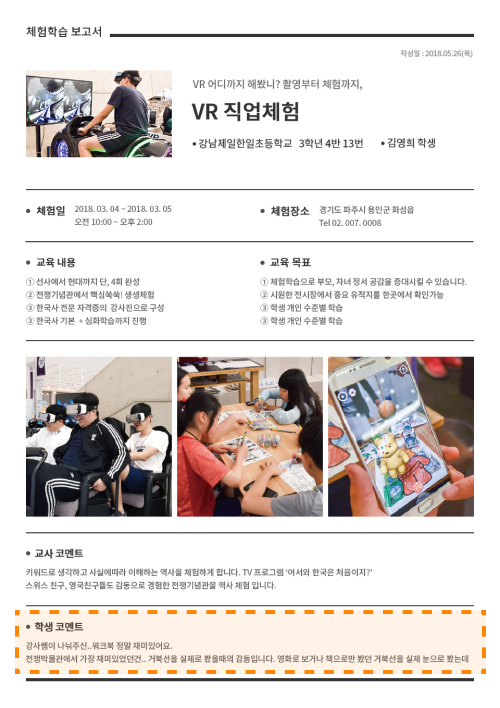 체험학습 보고서
작성일 : 2018.05.26(목)
VR 어디까지 해봤니? 촬영부터 체험까지,
VR 직업체험
• 강남제일한일초등학교 3학년 4반 13번 • 김영희 학생
• 체험일 2018. 03. 04 ~ 2018. 03. 05
오전 10:00 ~ 오후 2:00
• 체험장소 경기도 파주시 용인군 화성읍
Tel 02. 007. 0008
• 교육 내용
① 선사에서 현대까지 단, 4회 완성
② 전쟁기념관에서 핵심쏙쏙! 생생체험
③ 한국사 전문 자격증의 강사진으로 구성
③ 한국사 기본 + 심화학습까지 진행
• 교육 목표
① 체험학습으로 부모, 자녀 정서 공감을 증대시킬 수 있습니다.
② 시원한 전시장에서 중요 유적지를 한곳에서 확인가능
③ 학생 개인 수준별 학습
③ 학생 개인 수준별 학습
• 교사 코멘트
키워드로 생각하고 사실에따라 이해하는 역사을 체험하게 합니다. TV 프로그램 '어서와 한국은 처음이지?'
스위스 친구, 영국친구들도 감동으로 경험한 전쟁기념관을 역사 체험 입니다.
• 학생 코멘트
강사쌤이 나눠주신..워크북 정말 재미있어요.
전쟁박물관에서 가장 재미있었던건.. 거북선을 실제로 봤을때의 감동입니다. 영화로 보거나 책으로만 봤던 거북선을 실제 눈으로 봤는데